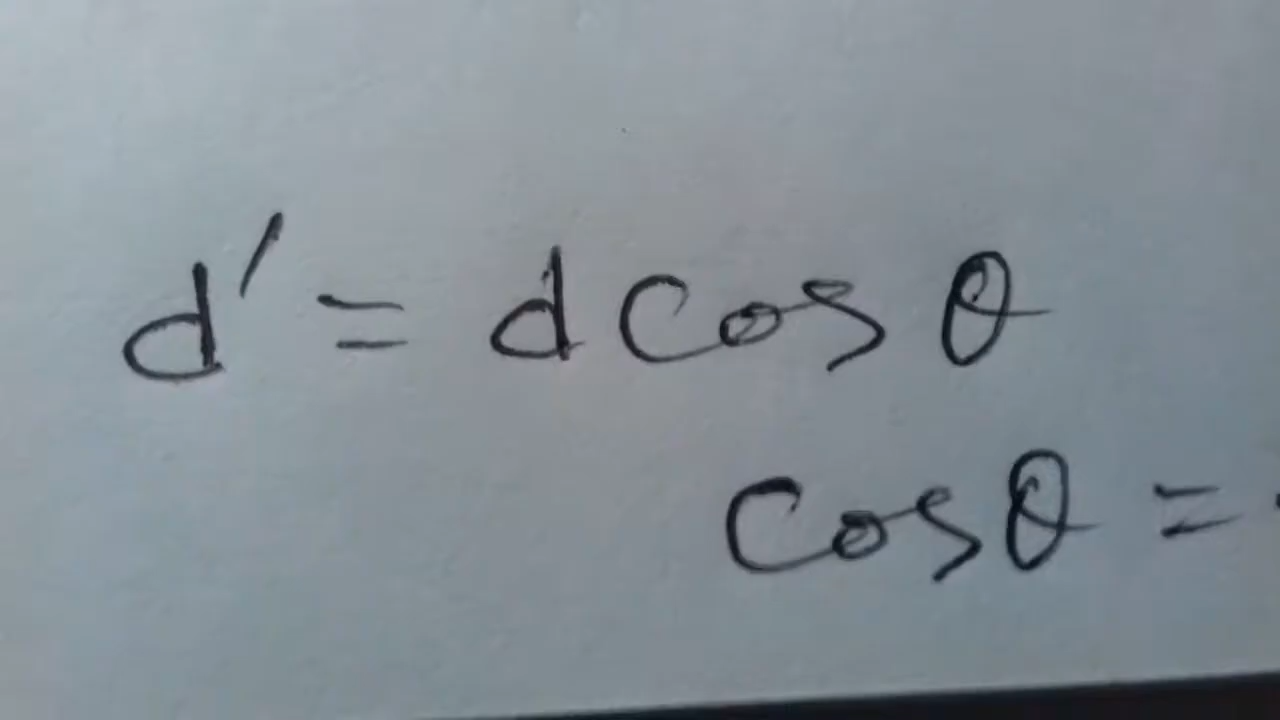 d' = d cos θ
cos θ =